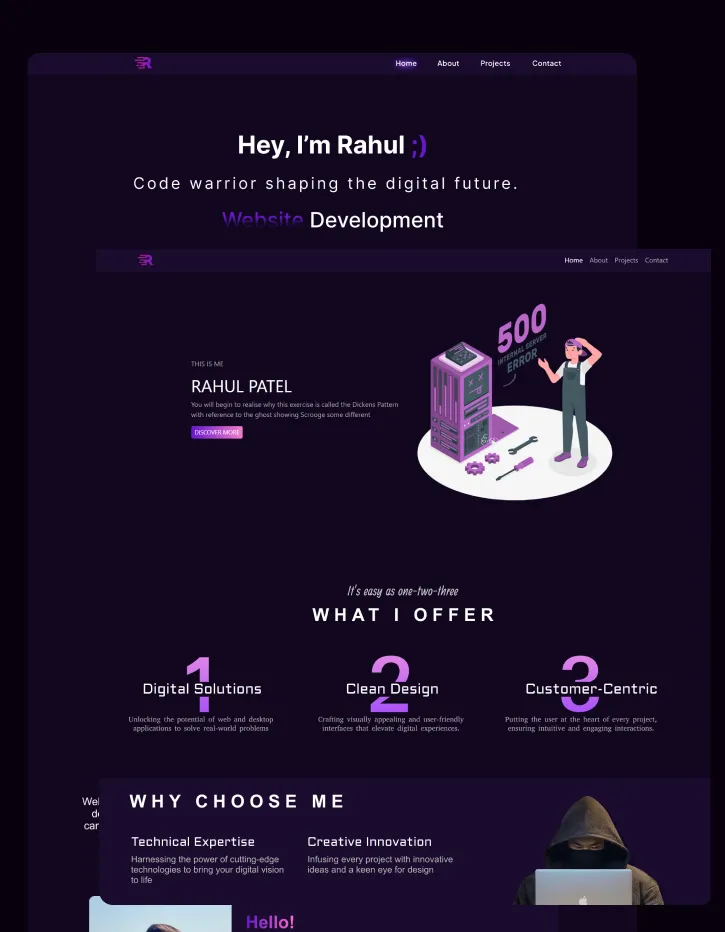 Home About Projects Contact
Hey, I’m Rahul ;)
Code warrior shaping the digital future.
Website Development
Home About Projects Contact
THIS IS ME
RAHUL PATEL
You will begin to realise why this exercise is called the Dickens Pattern
with reference to the ghost showing Scrooge some different
DISCOVER MORE
500
INTERNAL SERVER
ERROR
It's easy as one-two-three
WHAT I OFFER
1
Digital Solutions
Unlocking the potential of web and desktop
applications to solve real-world problems
2
Clean Design
Crafting visually appealing and user-friendly
interfaces that elevate digital experiences.
3
Customer-Centric
Putting the user at the heart of every project,
ensuring intuitive and engaging interactions.
WHY CHOOSE ME
Technical Expertise
Harnessing the power of cutting-edge
technologies to bring your digital vision
to life
Creative Innovation
Infusing every project with innovative
ideas and a keen eye for design
Hello!